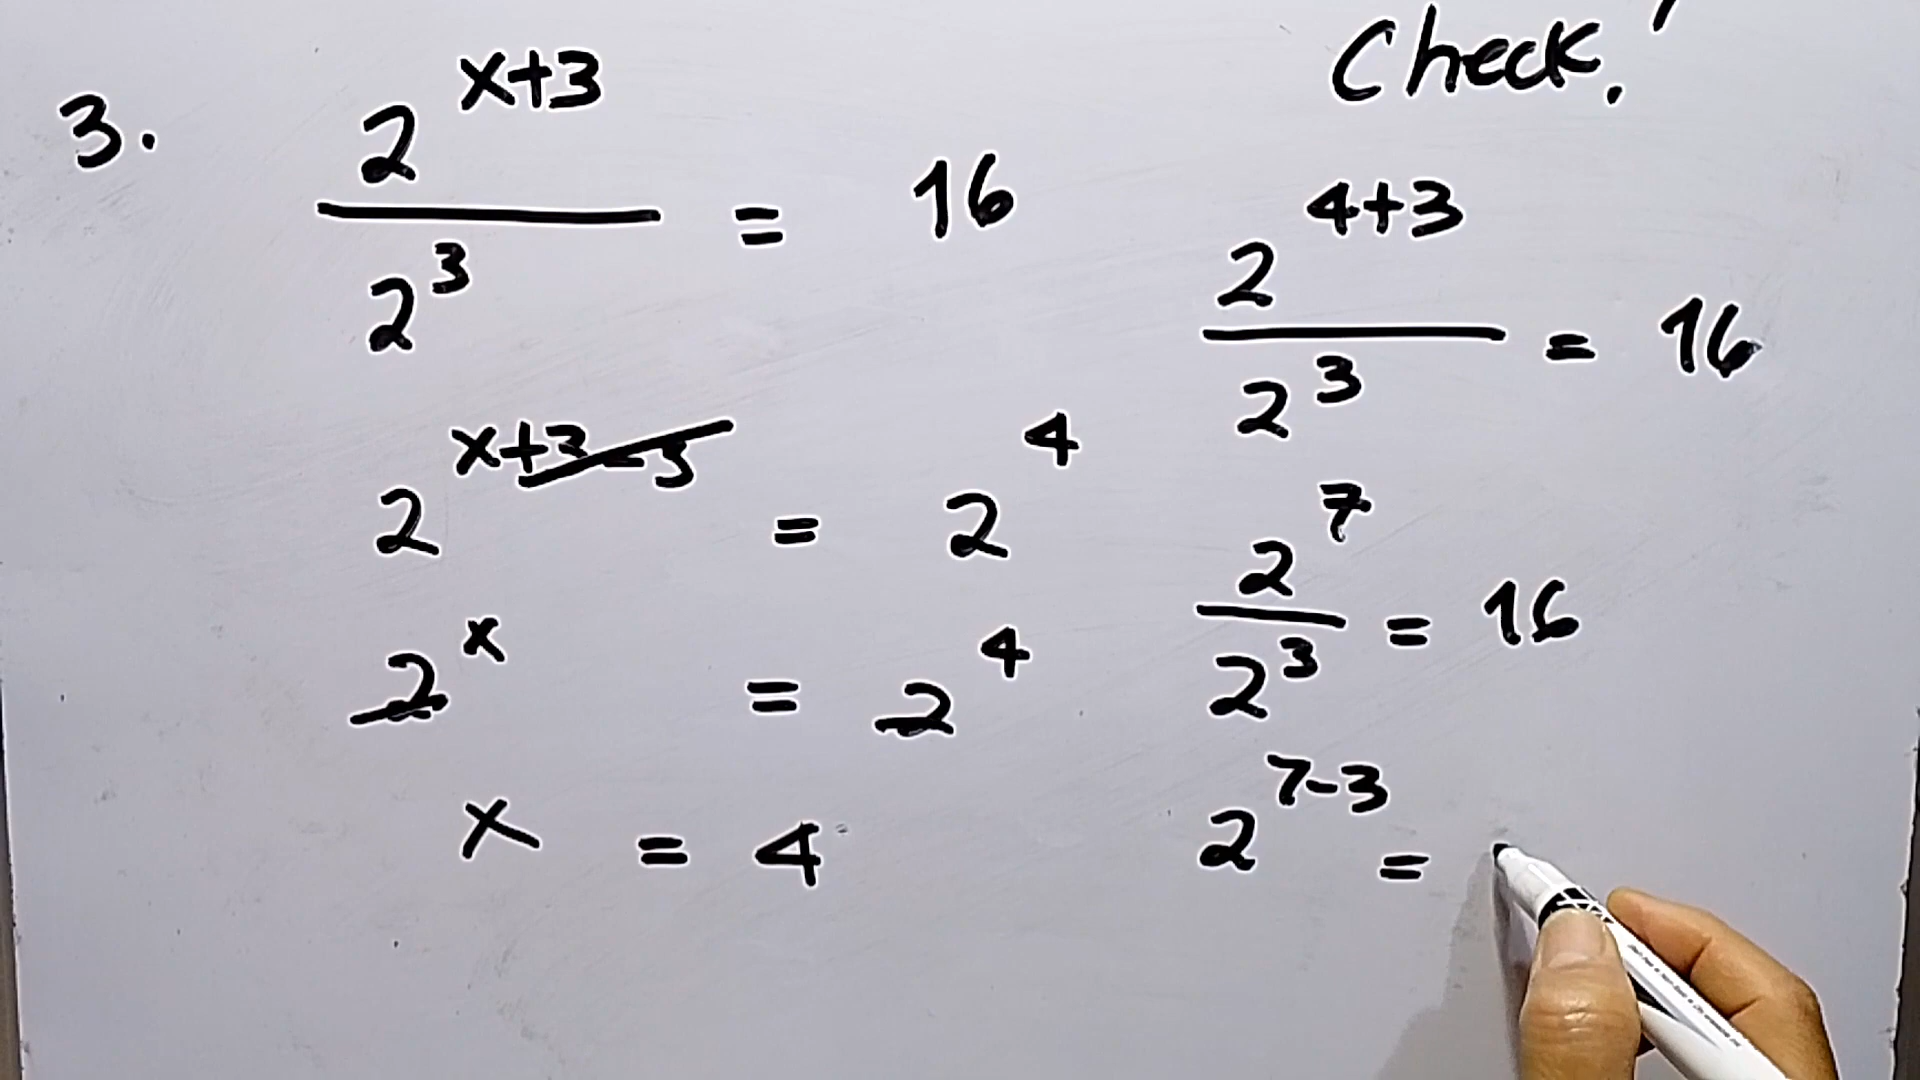 3. 2^(x+3) / 2^3 = 16
2^(x+3-3) = 2^4
2^x = 2^4
x = 4
Check.
2^(4+3) / 2^3 = 16
2^7 / 2^3 = 16
2^(7-3) =